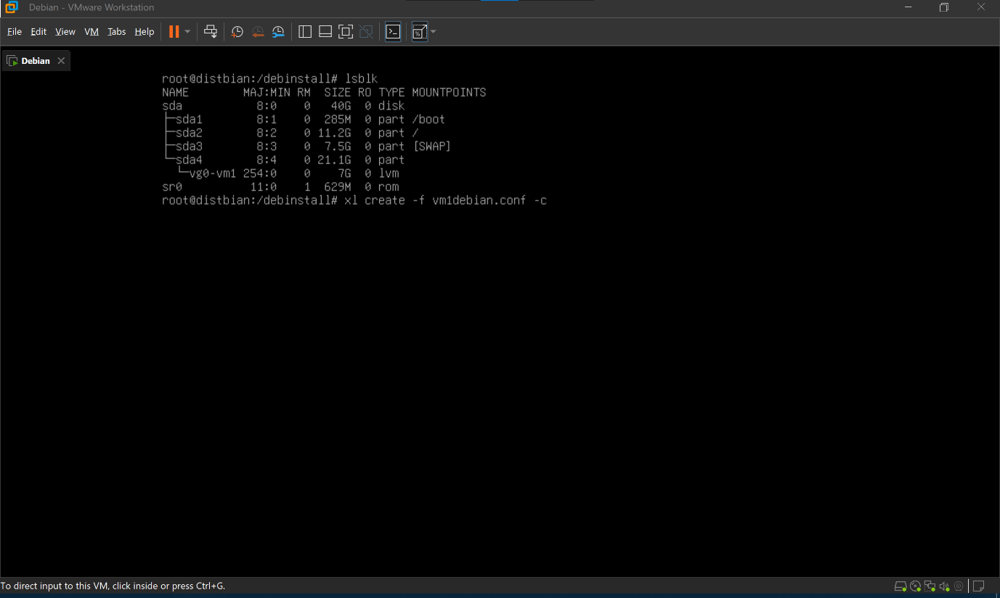 Debian - VMware Workstation
File Edit View VM Tabs Help
Debian
root@distbian:/debinstall# lsblk
NAME MAJ:MIN RM SIZE RO TYPE MOUNTPOINTS
sda 8:0 0 40G 0 disk
├─sda1 8:1 0 285M 0 part /boot
├─sda2 8:2 0 11.2G 0 part /
├─sda3 8:3 0 7.5G 0 part [SWAP]
└─sda4 8:4 0 21.1G 0 part
└─vg0-vm1 254:0 0 7G 0 lvm
sr0 11:0 1 629M 0 rom
root@distbian:/debinstall# xl create -f vm1debian.conf -c
To direct input to this VM, click inside or press Ctrl+G.